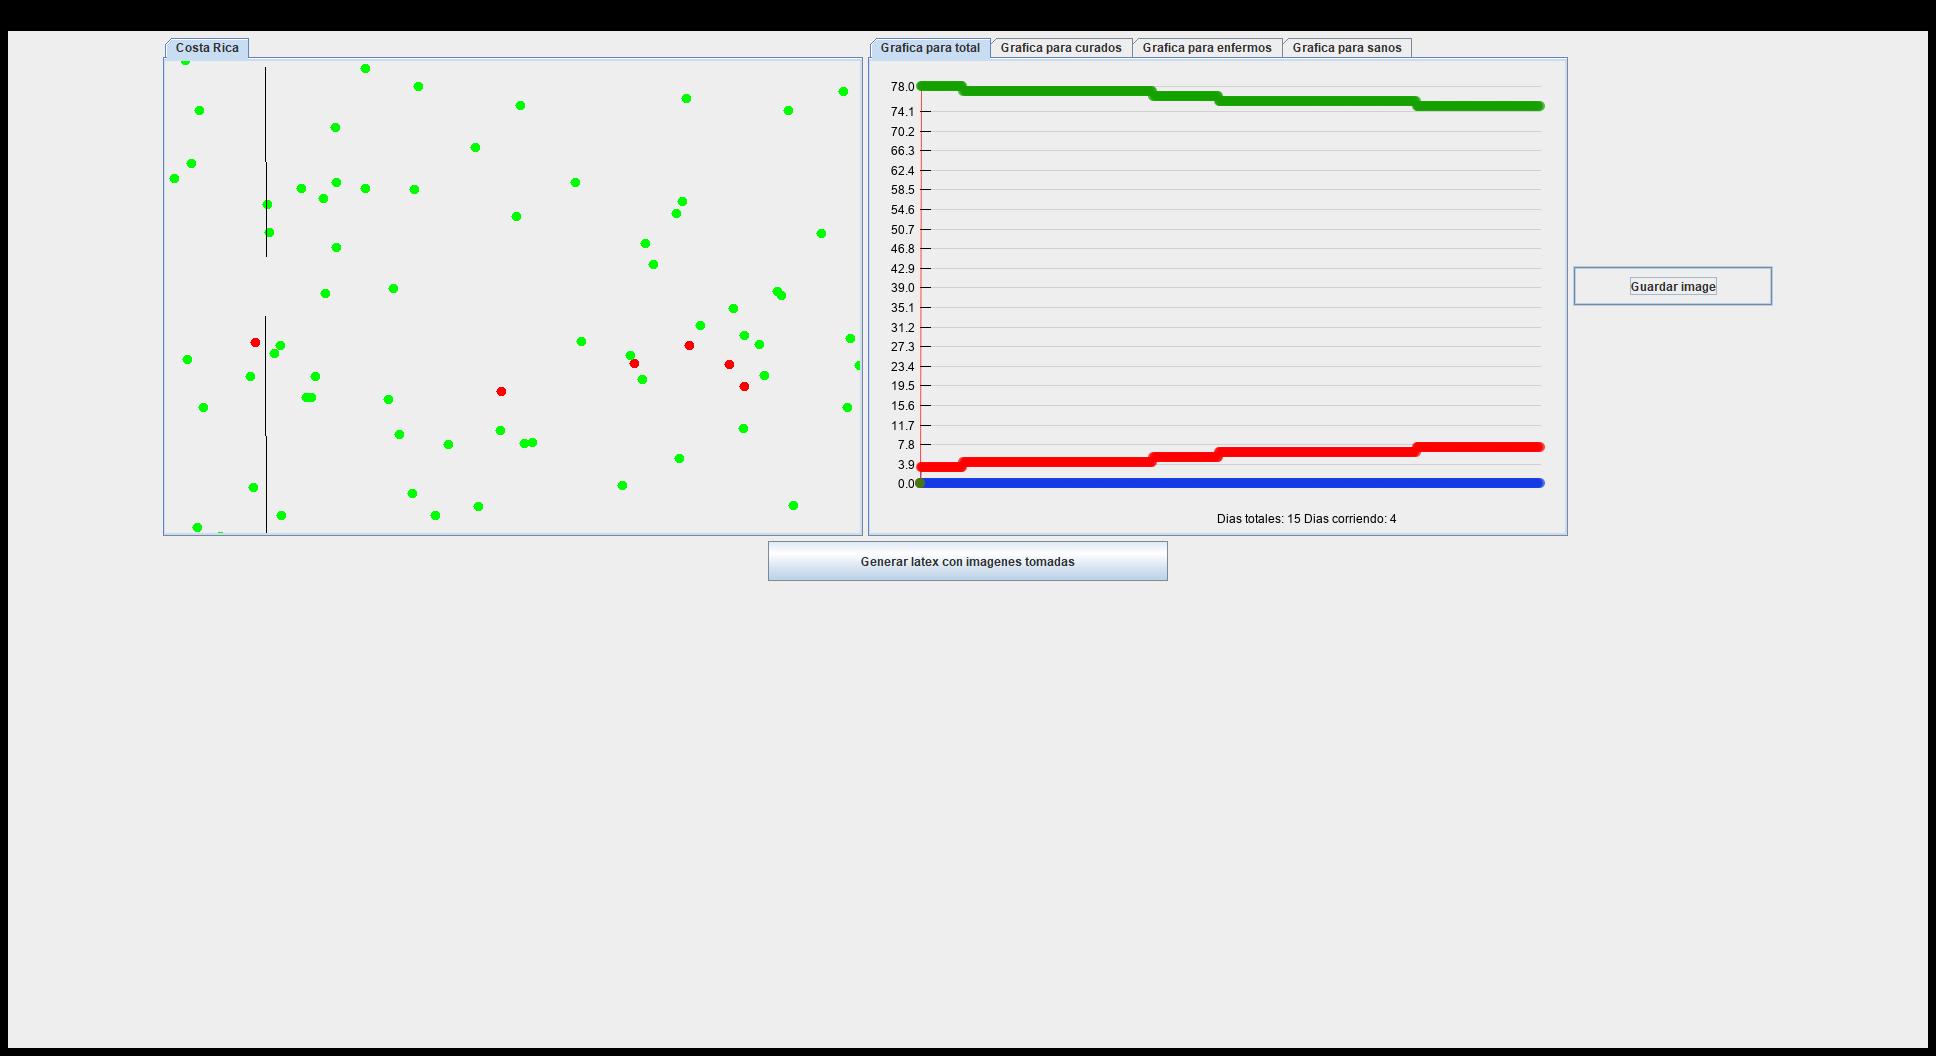 Costa Rica
Grafica para total
Grafica para curados
Grafica para enfermos
Grafica para sanos
78.0
74.1
70.2
66.3
62.4
58.5
54.6
50.7
46.8
42.9
39.0
35.1
31.2
27.3
23.4
19.5
15.6
11.7
7.8
3.9
0.0
Dias totales: 15 Dias corriendo: 4
Guardar image
Generar latex con imagenes tomadas